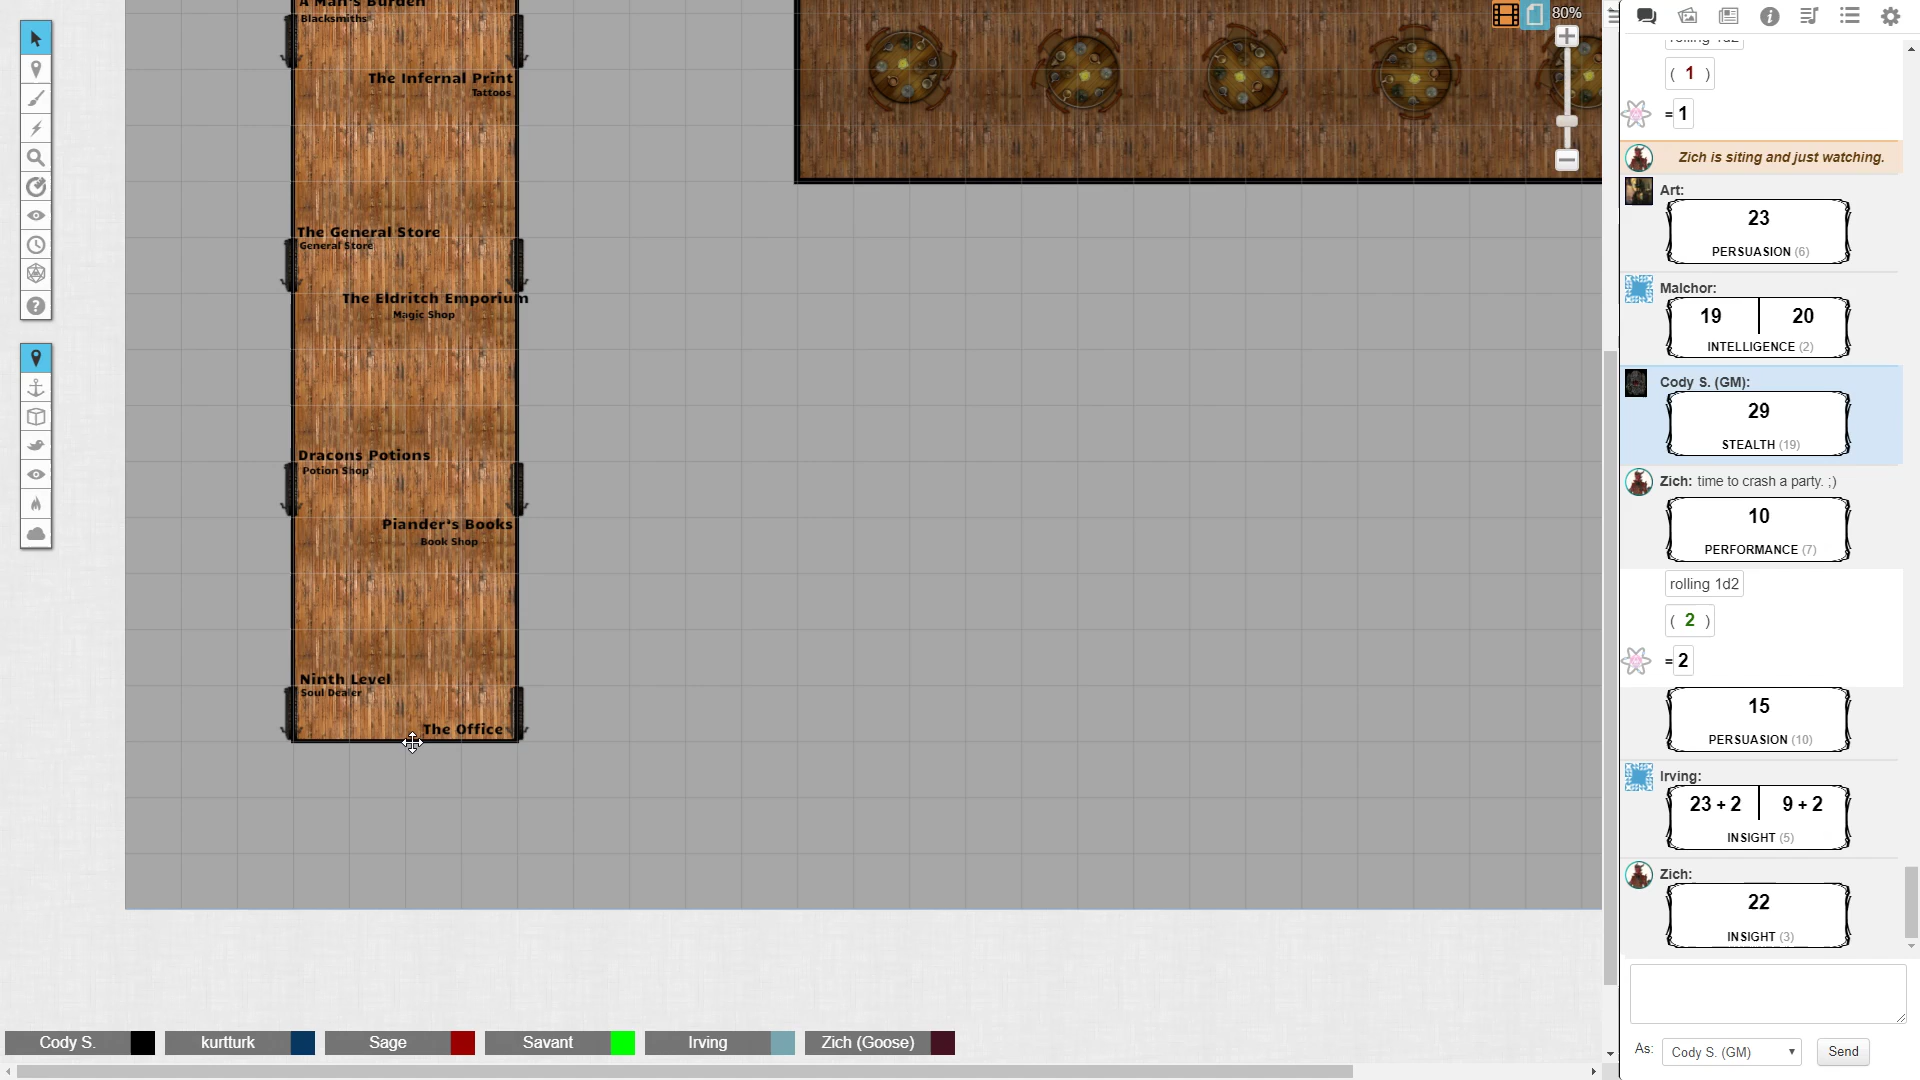 A Man's Burden
Blacksmiths
The Infernal Print
Tattoos
The General Store
General Store
The Eldritch Emporium
Magic Shop
Dracons Potions
Potion Shop
Piander's Books
Book Shop
Ninth Level
Soul Dealer
The Office
80%
rolling 1d2
( 1 )
=1
Zich is siting and just watching.
Art:
23
PERSUASION (6)
Malchor:
19 20
INTELLIGENCE (2)
Cody S. (GM):
29
STEALTH (19)
Zich: time to crash a party. ;)
10
PERFORMANCE (7)
rolling 1d2
( 2 )
=2
15
PERSUASION (10)
Irving:
23 + 2 9 + 2
INSIGHT (5)
Zich:
22
INSIGHT (3)
As: Cody S. (GM) Send
Cody S. kurtturk Sage Savant Irving Zich (Goose)